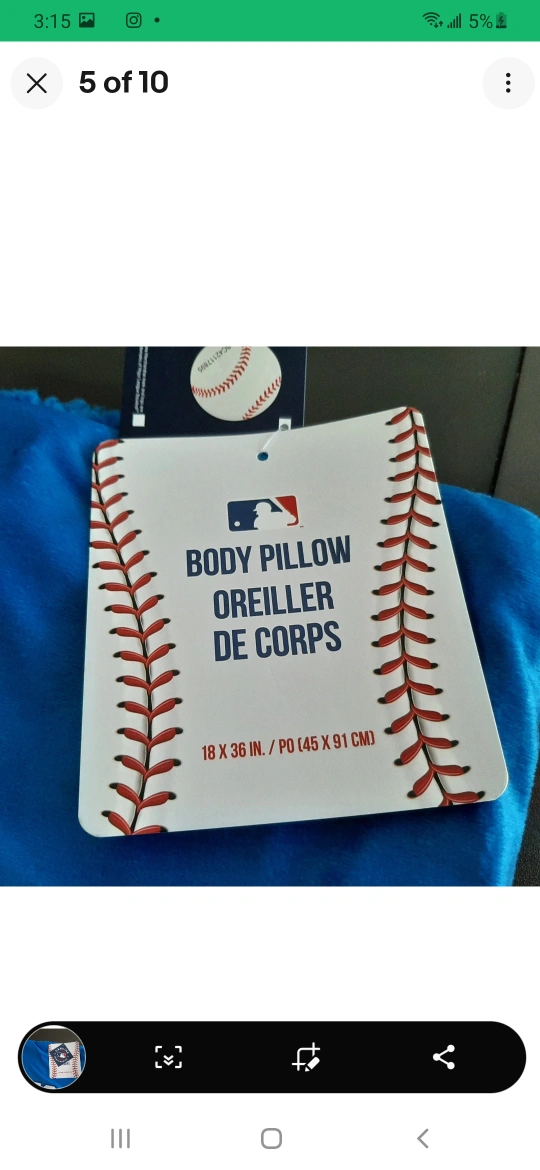 3:15
5%
5 of 10
BODY PILLOW
OREILLER
DE CORPS
18 X 36 IN. / PO (45 X 91 CM)